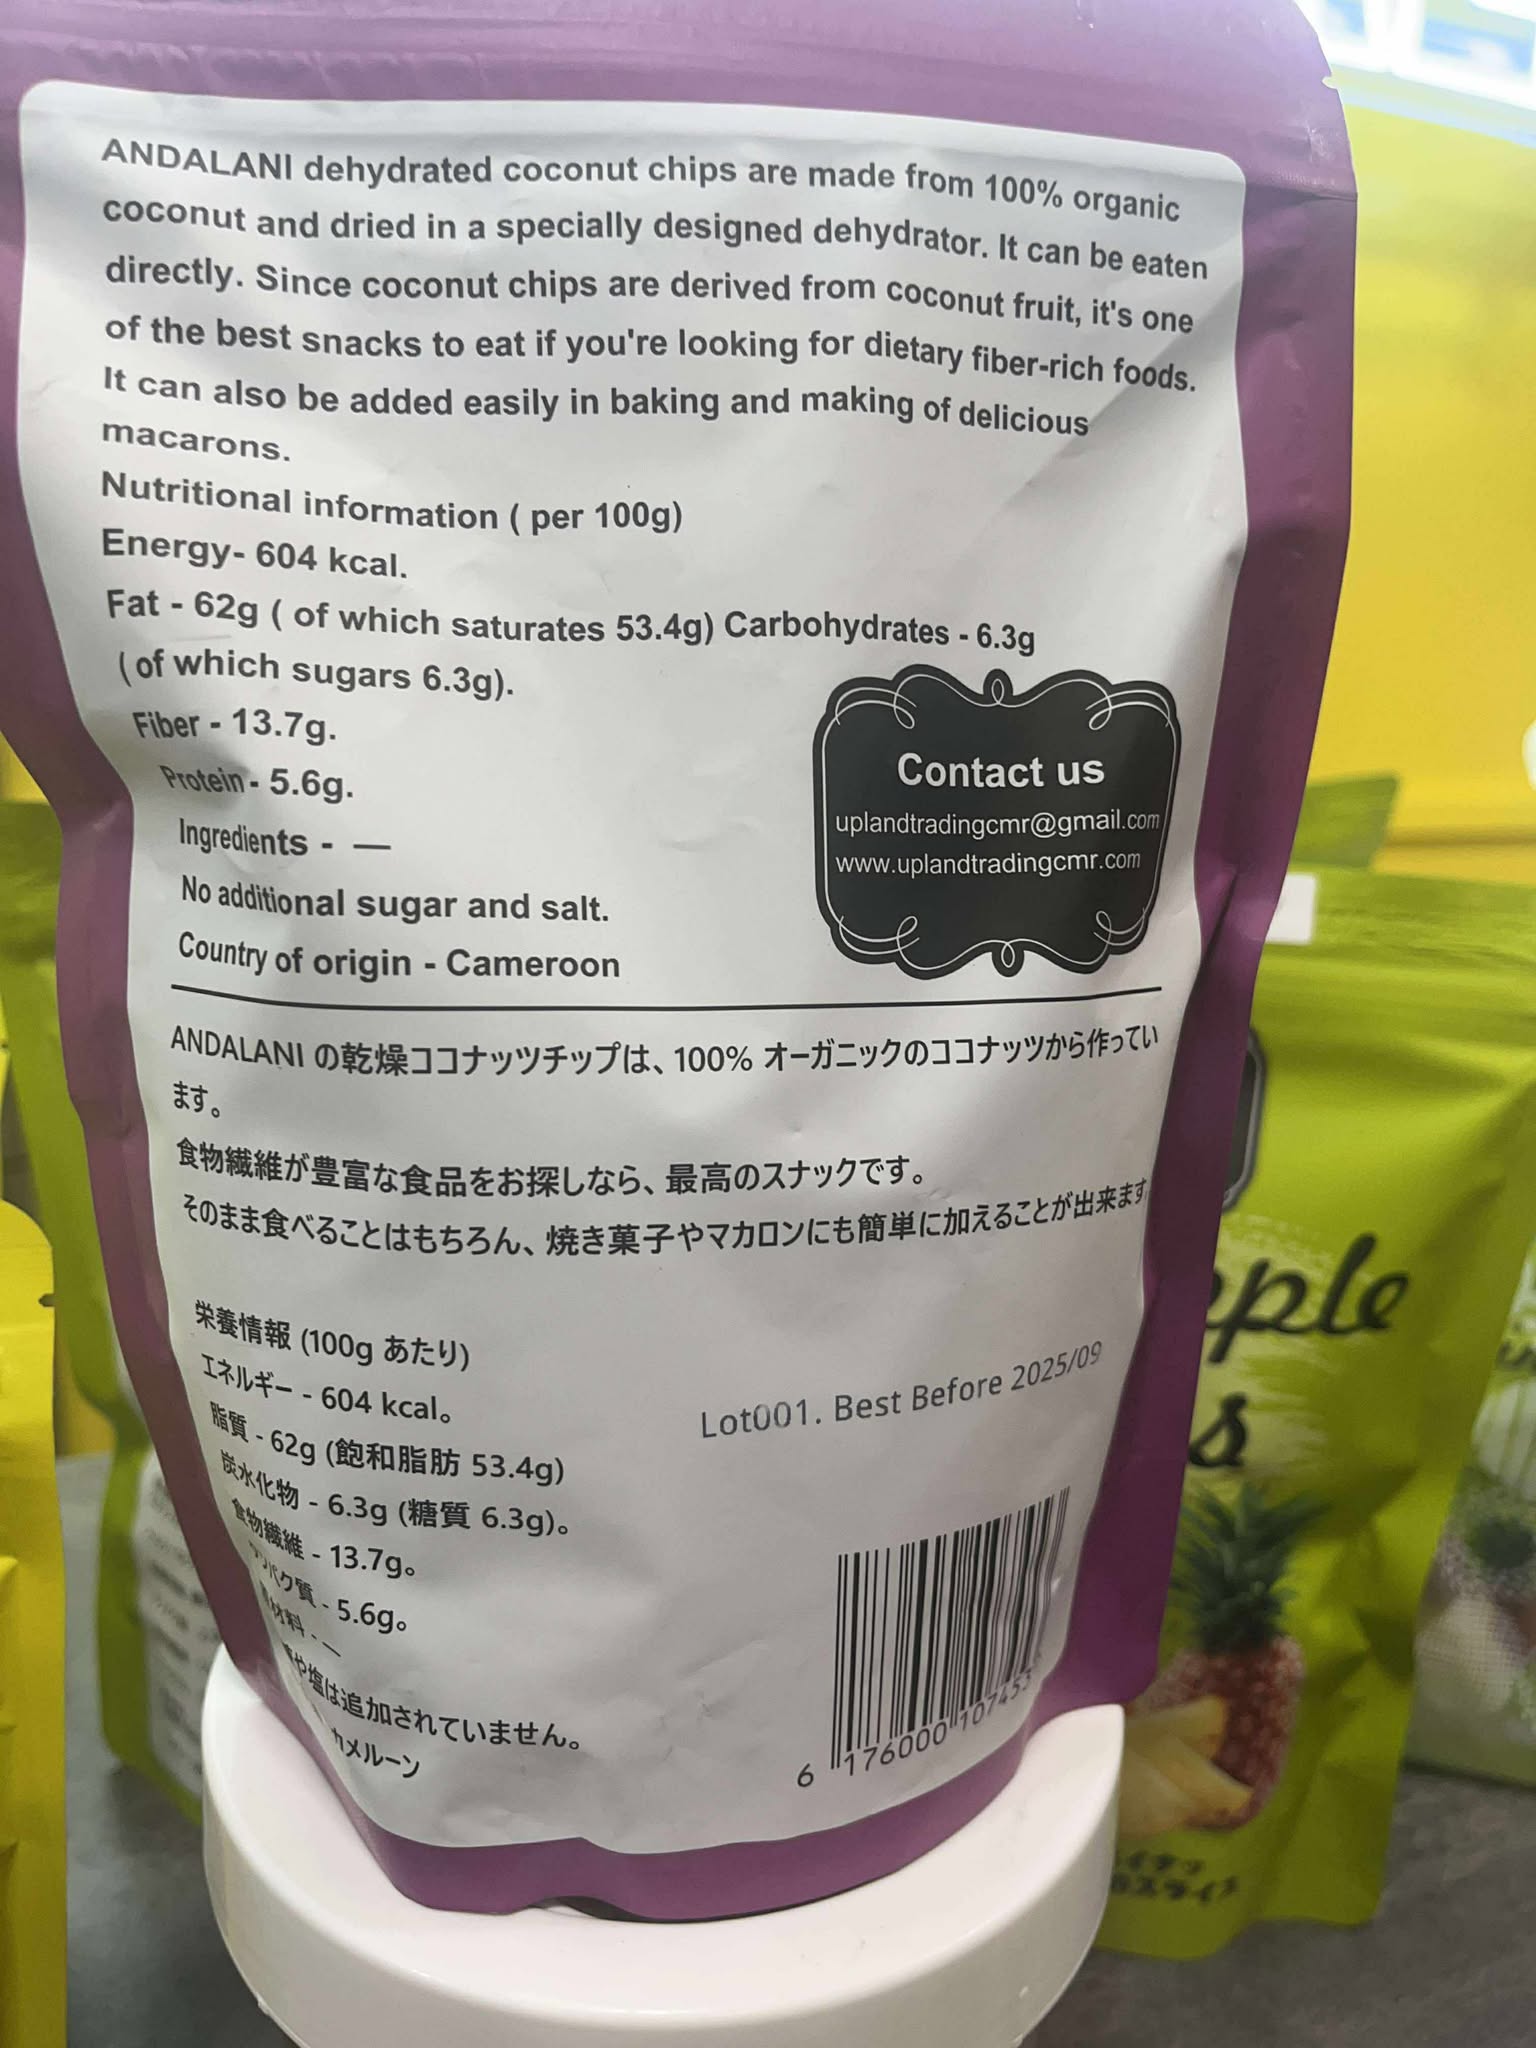 ANDALANI dehydrated coconut chips are made from 100% organic
coconut and dried in a specially designed dehydrator. It can be eaten
directly. Since coconut chips are derived from coconut fruit, it's one
of the best snacks to eat if you're looking for dietary fiber-rich foods.
It can also be added easily in baking and making of delicious
macarons.
Nutritional information ( per 100g)
Energy- 604 kcal.
Fat - 62g ( of which saturates 53.4g) Carbohydrates - 6.3g
( of which sugars 6.3g).
Fiber - 13.7g.
Protein - 5.6g.
Ingredients - —
No additional sugar and salt.
Country of origin - Cameroon
Contact us
uplandtradingcmr@gmail.com
www.uplandtradingcmr.com
ANDALANI の乾燥ココナッツチップは、100% オーガニックのココナッツから作ってい
ます。
食物繊維が豊富な食品をお探しなら、最高のスナックです。
そのまま食べることはもちろん、焼き菓子やマカロンにも簡単に加えることが出来ます
栄養情報 (100g あたり)
エネルギー - 604 kcal。
脂質 - 62g (飽和脂肪 53.4g)
炭水化物 - 6.3g (糖質 6.3g)。
食物繊維 - 13.7g。
パク質 - 5.6g。
材料 - —
や塩は追加されていません。
カメルーン
Lot001. Best Before 2025/09
6 176000 107453
ple
s